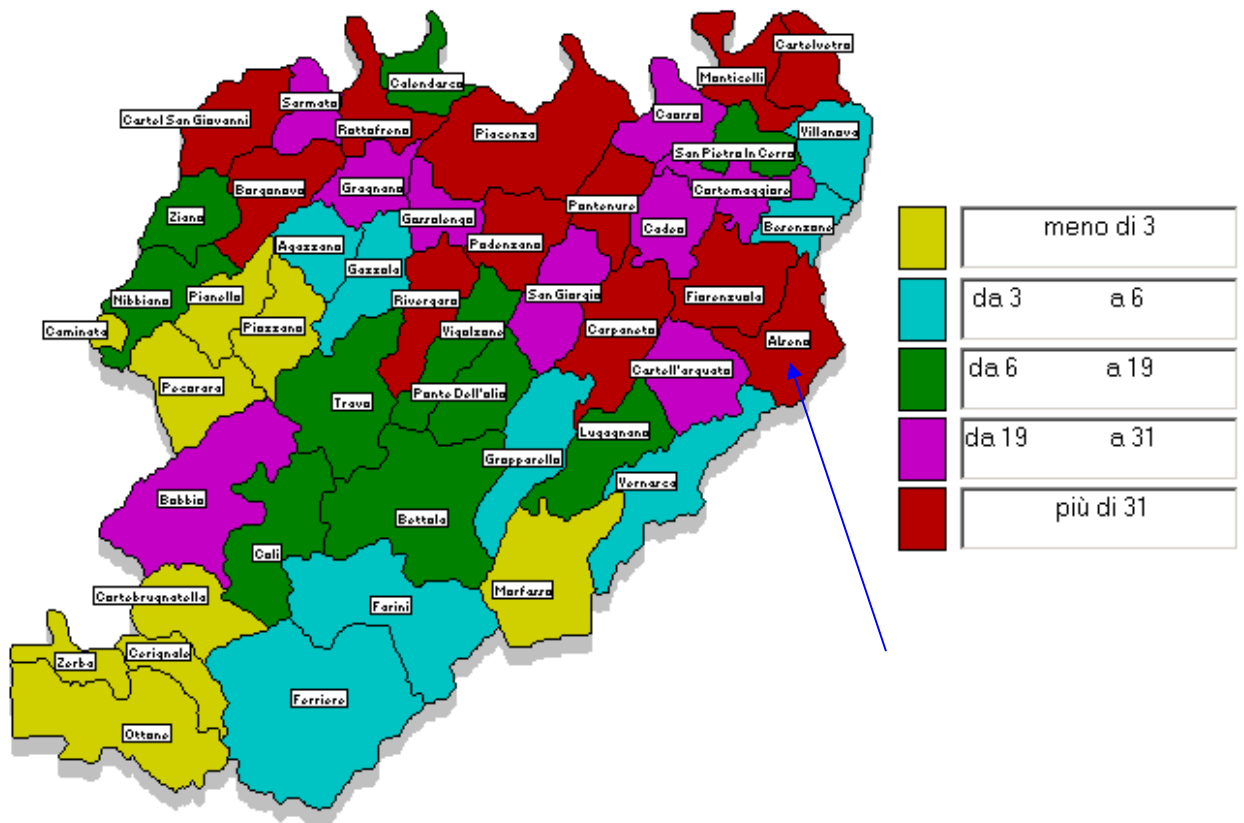 Castelvetro
Monticelli
Calendasco
Sarmato
Castel San Giovanni
Caorso
Rottofreno
Piacenza
Villanova
San Pietro In Cerro
Borgonovo
Gragnano
Cortemaggiore
Pontenure
Ziano
Gossolengo
Cadeo
Besenzone
Agazzano
Podenzano
Gazzola
Pianello
San Giorgio
Fiorenzuola
Nibbiano
Rivergaro
Caminata
Piozzano
Vigolzone
Carpaneto
Alseno
Castell'arquato
Pecorara
Ponte Dell'olio
Travo
Lugagnano
Gropparello
Vernasca
Bobbio
Bettola
Coli
Morfasso
Cortebrugnatella
Farini
Cerignale
Zerba
Ferriere
Ottone
meno di 3
da 3 a 6
da 6 a 19
da 19 a 31
più di 31